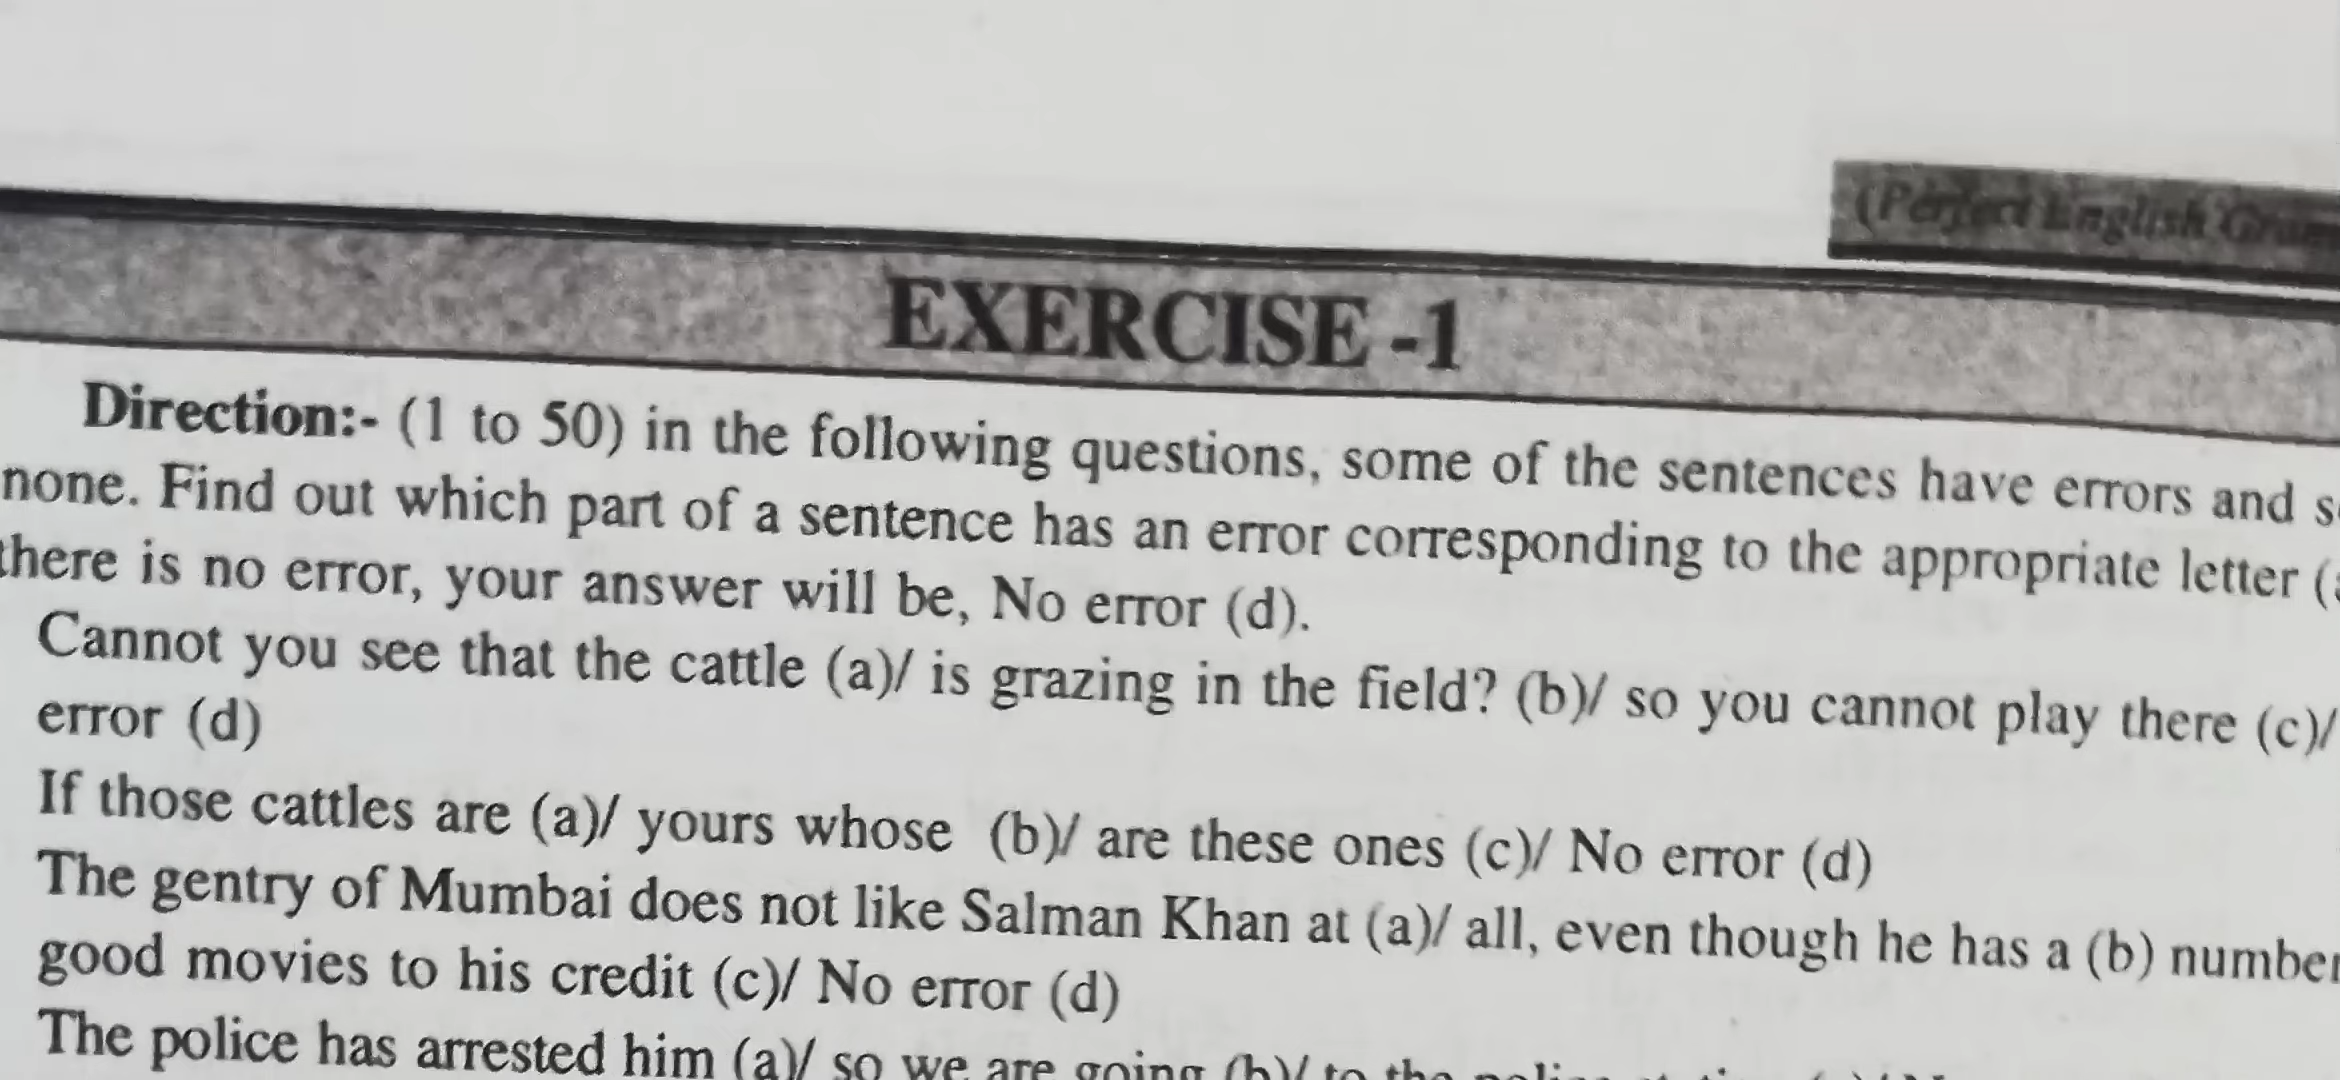 (Perfect English Gram
EXERCISE -1
Direction:- (1 to 50) in the following questions, some of the sentences have errors and s
none. Find out which part of a sentence has an error corresponding to the appropriate letter (
there is no error, your answer will be, No error (d).
Cannot you see that the cattle (a)/ is grazing in the field? (b)/ so you cannot play there (c)/
error (d)
If those cattles are (a)/ yours whose (b)/ are these ones (c)/ No error (d)
The gentry of Mumbai does not like Salman Khan at (a)/ all, even though he has a (b) number
good movies to his credit (c)/ No error (d)
The police has arrested him (a)/ so we are going (b)/ to the police